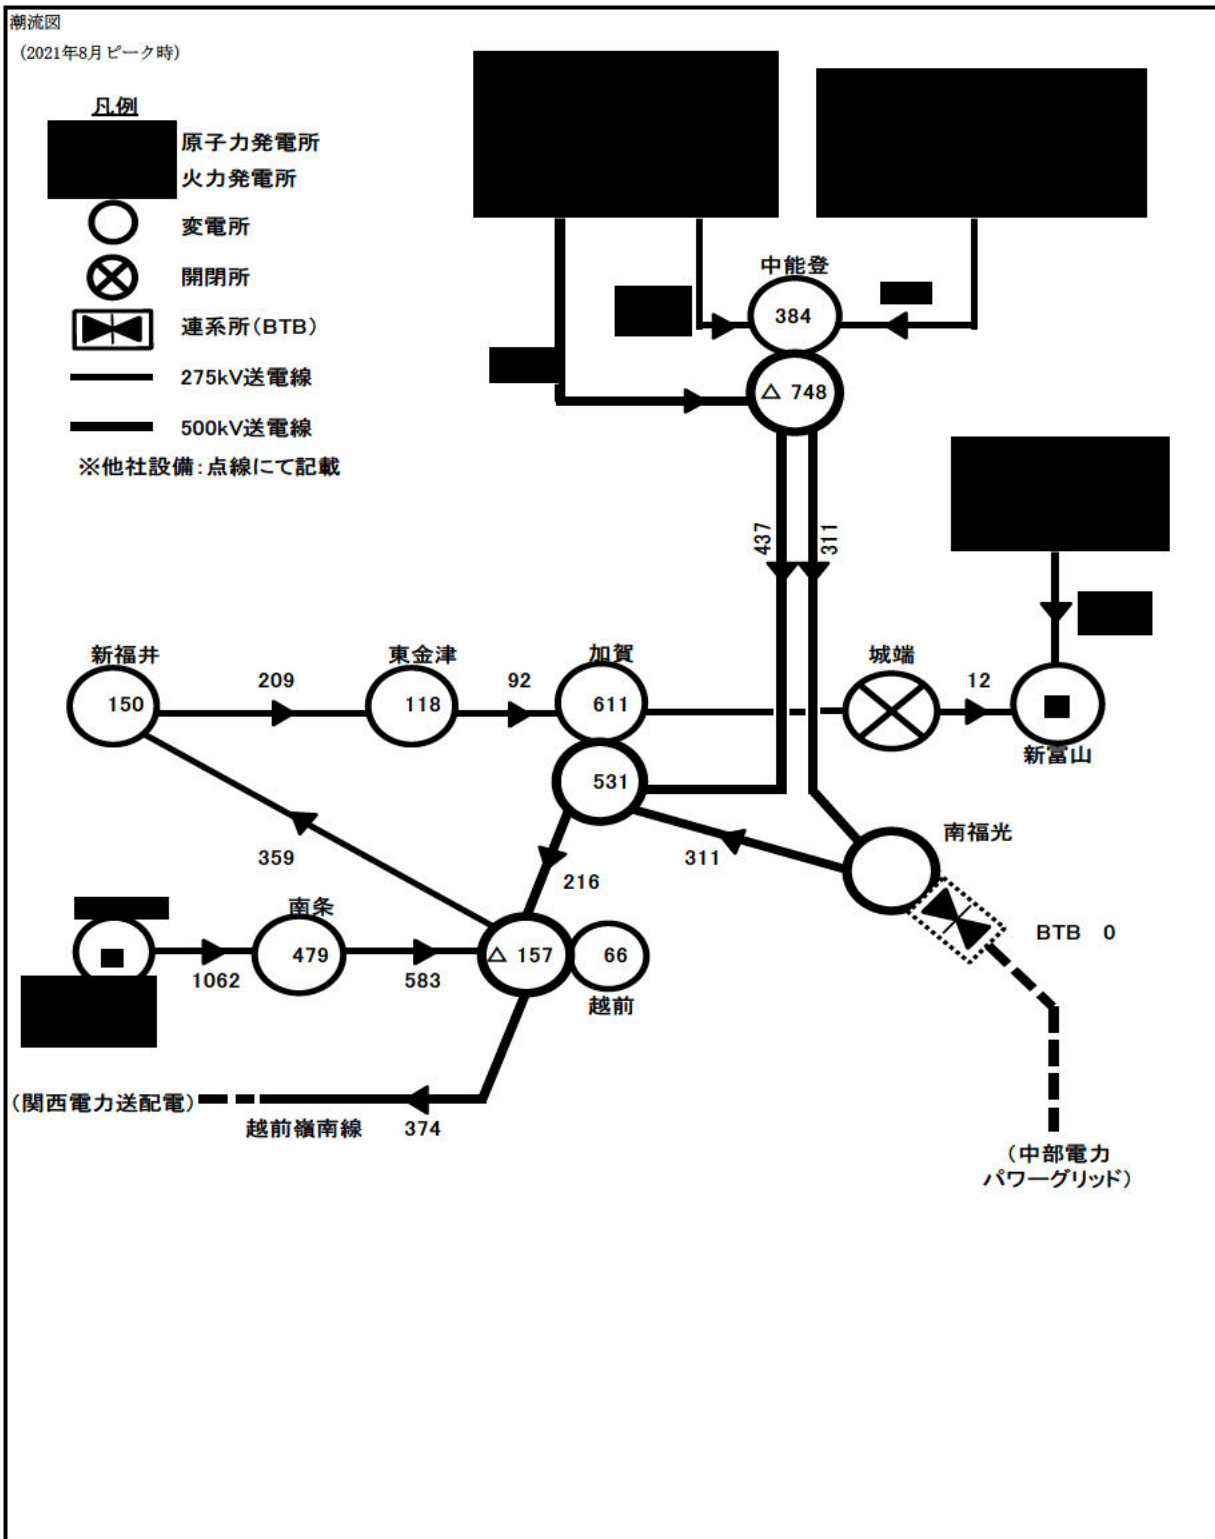 潮流図
(2021年8月ピーク時)
凡例
原子力発電所
火力発電所
変電所
開閉所
連系所(BTB)
275kV送電線
500kV送電線
※他社設備:点線にて記載
中能登
384
△ 748
437
311
新福井
150
209
東金津
118
92
加賀
611
531
城端
12
新富山
南福光
311
359
216
BTB 0
南条
1062
479
583
△ 157
66
越前
(関西電力送配電)
越前嶺南線 374
(中部電力
パワーグリッド)